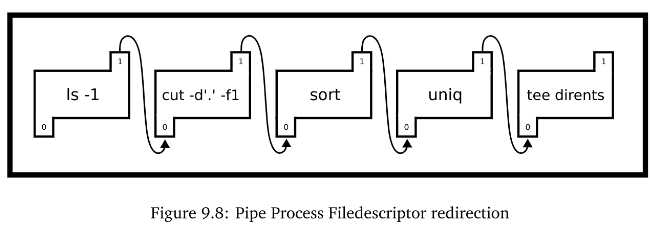 1 1 1 1 1
ls -1 cut -d'.' -f1 sort uniq tee dirents
0 0 0 0 0
Figure 9.8: Pipe Process Filedescriptor redirection